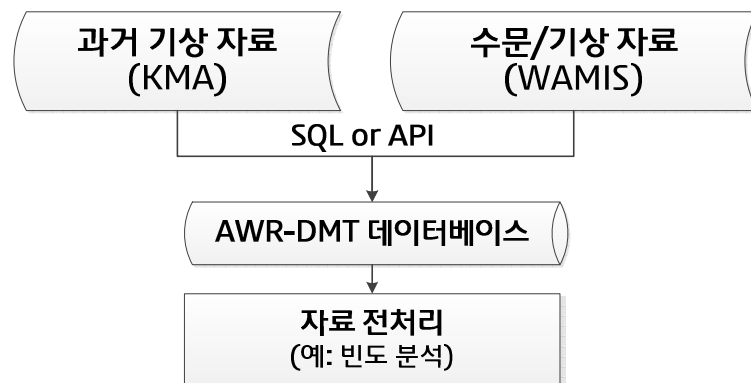 과거 기상 자료
(KMA)
수문/기상 자료
(WAMIS)
SQL or API
AWR-DMT 데이터베이스
자료 전처리
(예: 빈도 분석)